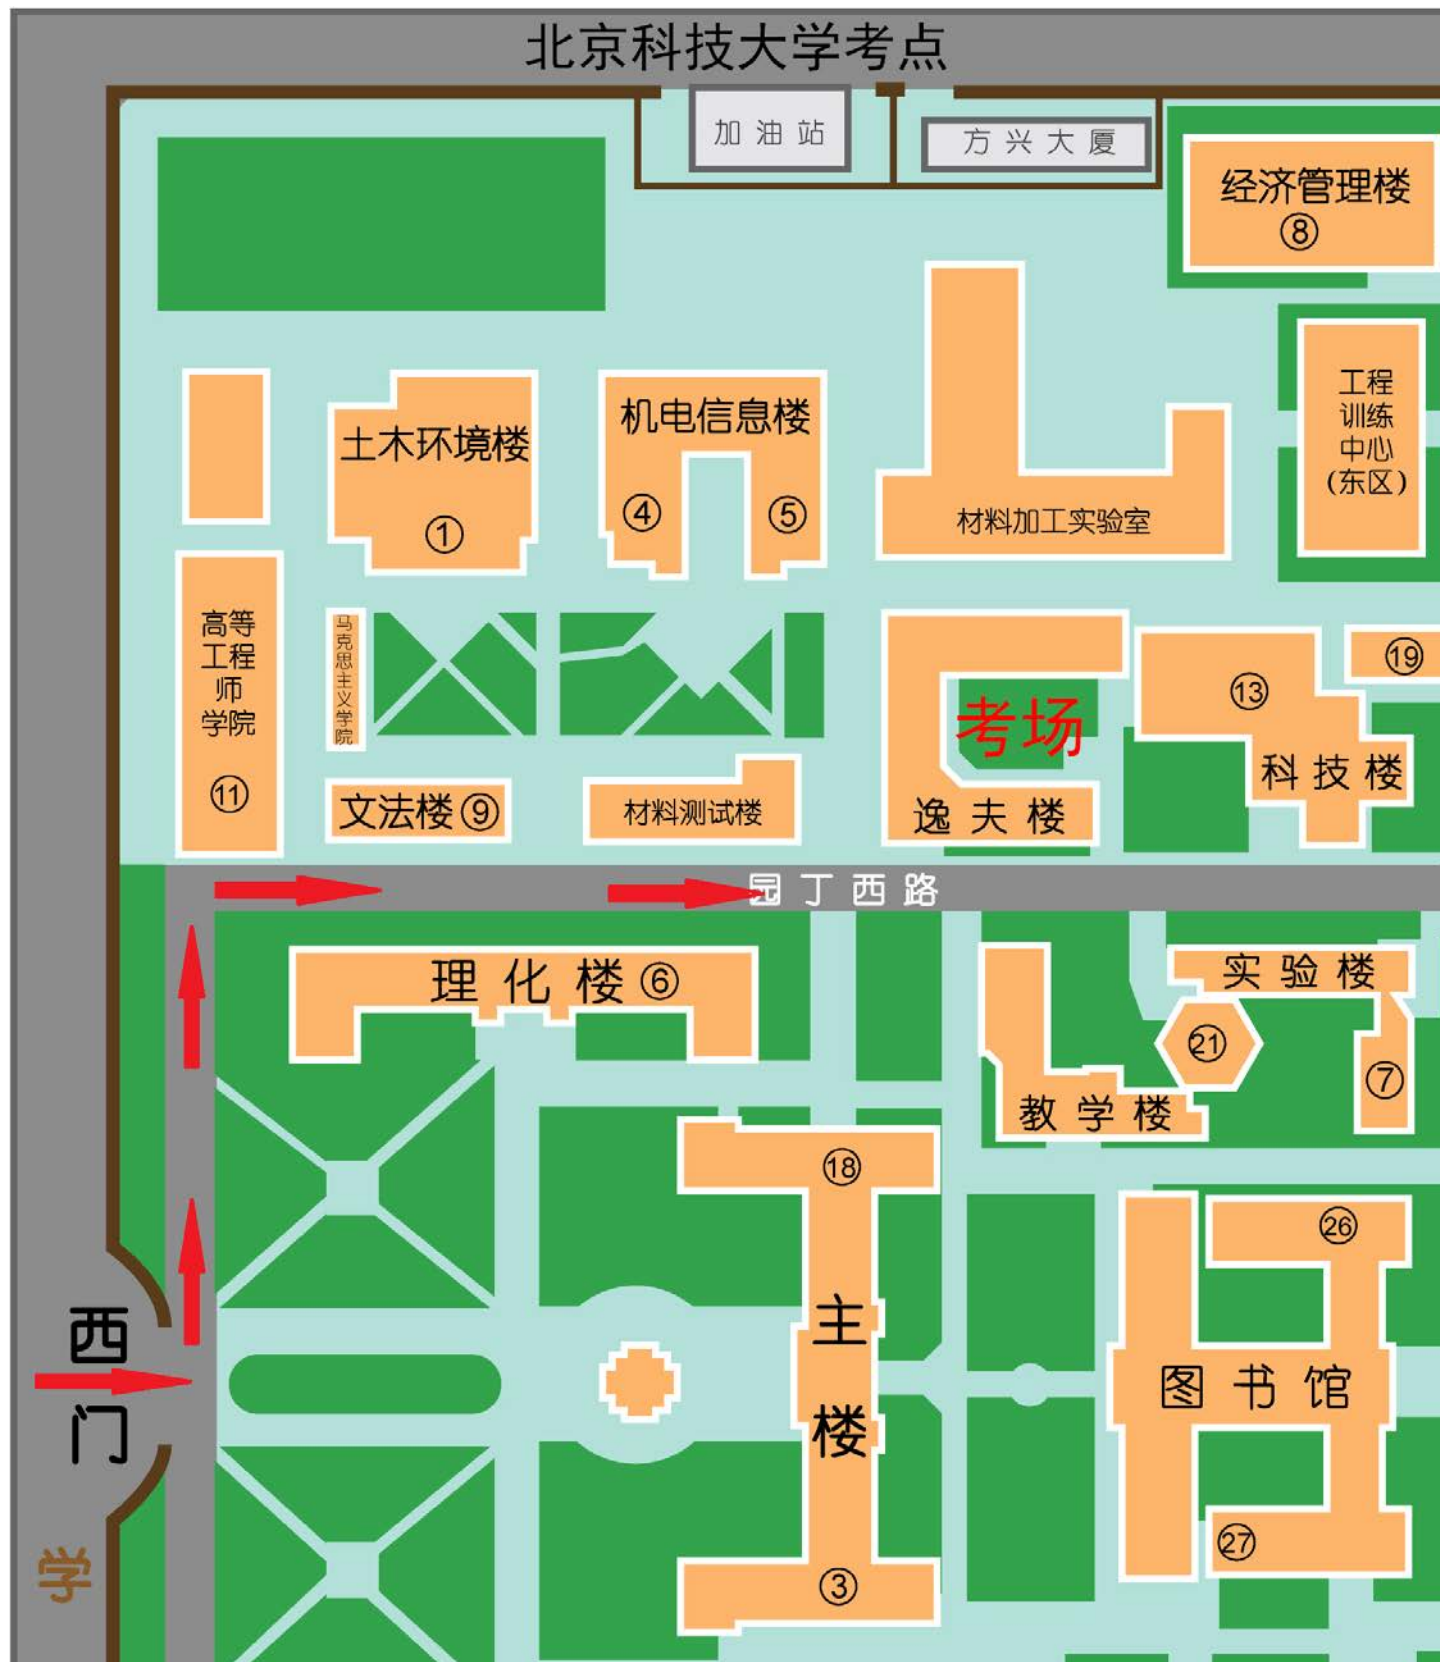 北京科技大学考点
加油站
方兴大厦
经济管理楼
⑧
工程
训练
中心
(东区)
土木环境楼
①
机电信息楼
④
⑤
材料加工实验室
高等
工程
师
学院
⑪
马克思主义学院
文法楼⑨
材料测试楼
考场
逸夫楼
⑬
科技楼
⑲
园丁西路
理化楼⑥
实验楼
㉑
⑦
教学楼
⑱
主楼
③
㉖
图书馆
㉗
西门
学